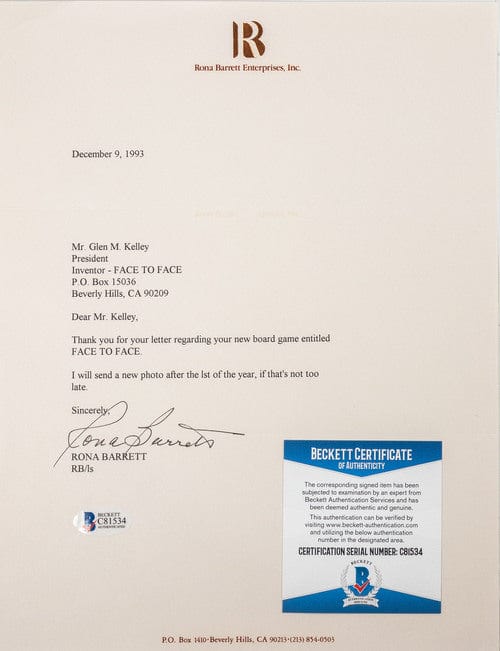 R
Rona Barrett Enterprises, Inc.
December 9, 1993
Mr. Glen M. Kelley
President
Inventor - FACE TO FACE
P.O. Box 15036
Beverly Hills, CA 90209
Dear Mr. Kelley,
Thank you for your letter regarding your new board game entitled
FACE TO FACE.
I will send a new photo after the lst of the year, if that's not too
late.
Sincerely,
Rona Barrett
RONA BARRETT
RB/ls
BECKETT
C81534
AUTHENTICATED
BECKETT CERTIFICATE
OF AUTHENTICITY
The corresponding signed item has been
subjected to examination by an expert from
Beckett Authentication Services and has
been deemed authentic and genuine.
This authentication can be verified by
visiting www.beckett-authentication.com
and utilizing the below authentication
number in the designated area.
CERTIFICATION SERIAL NUMBER: C81534
BECKETT
B
P.O. Box 1410·Beverly Hills, CA 90213·(213) 854-0503